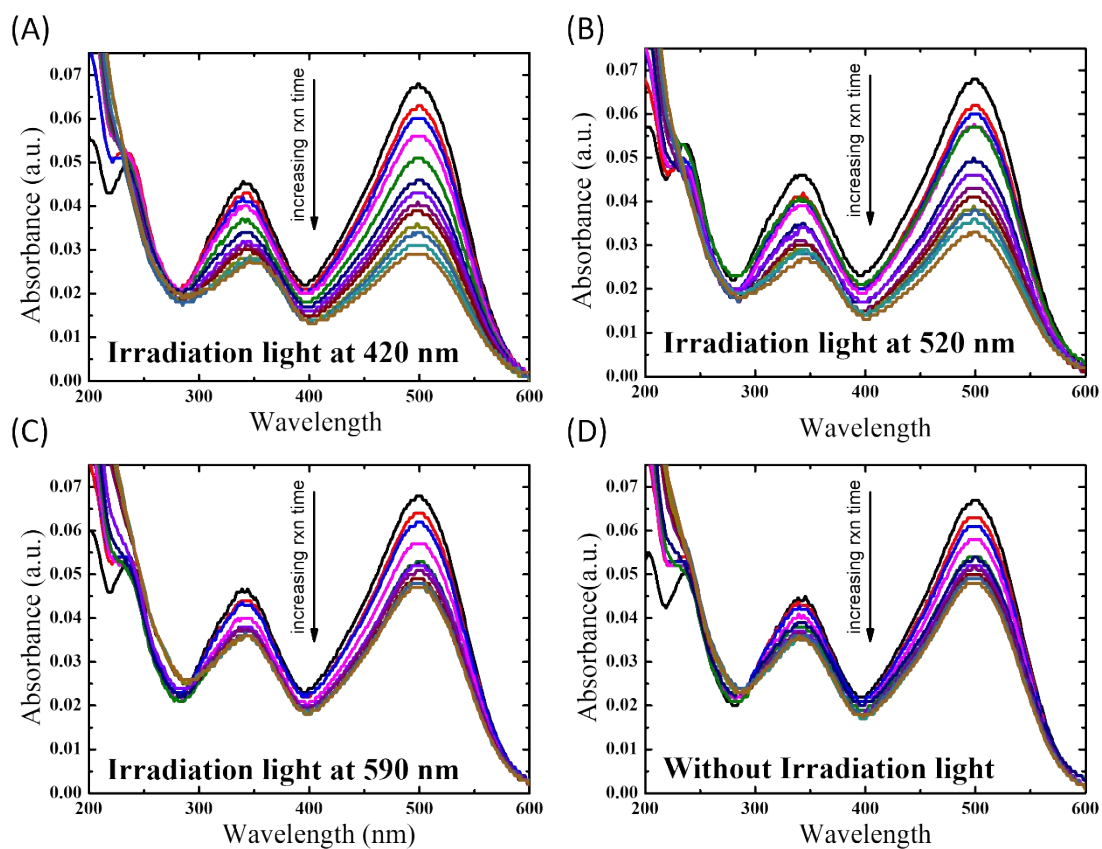 (A)
Absorbance (a.u.)
0.07
0.06
0.05
0.04
0.03
0.02
0.01
0.00
increasing rxn time
Irradiation light at 420 nm
200 300 400 500 600
Wavelength
(B)
Absorbance (a.u.)
0.07
0.06
0.05
0.04
0.03
0.02
0.01
0.00
increasing rxn time
Irradiation light at 520 nm
200 300 400 500 600
Wavelength
(C)
Absorbance (a.u.)
0.07
0.06
0.05
0.04
0.03
0.02
0.01
0.00
increasing rxn time
Irradiation light at 590 nm
200 300 400 500 600
Wavelength (nm)
(D)
Absorbance(a.u.)
0.07
0.06
0.05
0.04
0.03
0.02
0.01
0.00
increasing rxn time
Without Irradiation light
200 300 400 500 600
Wavelength